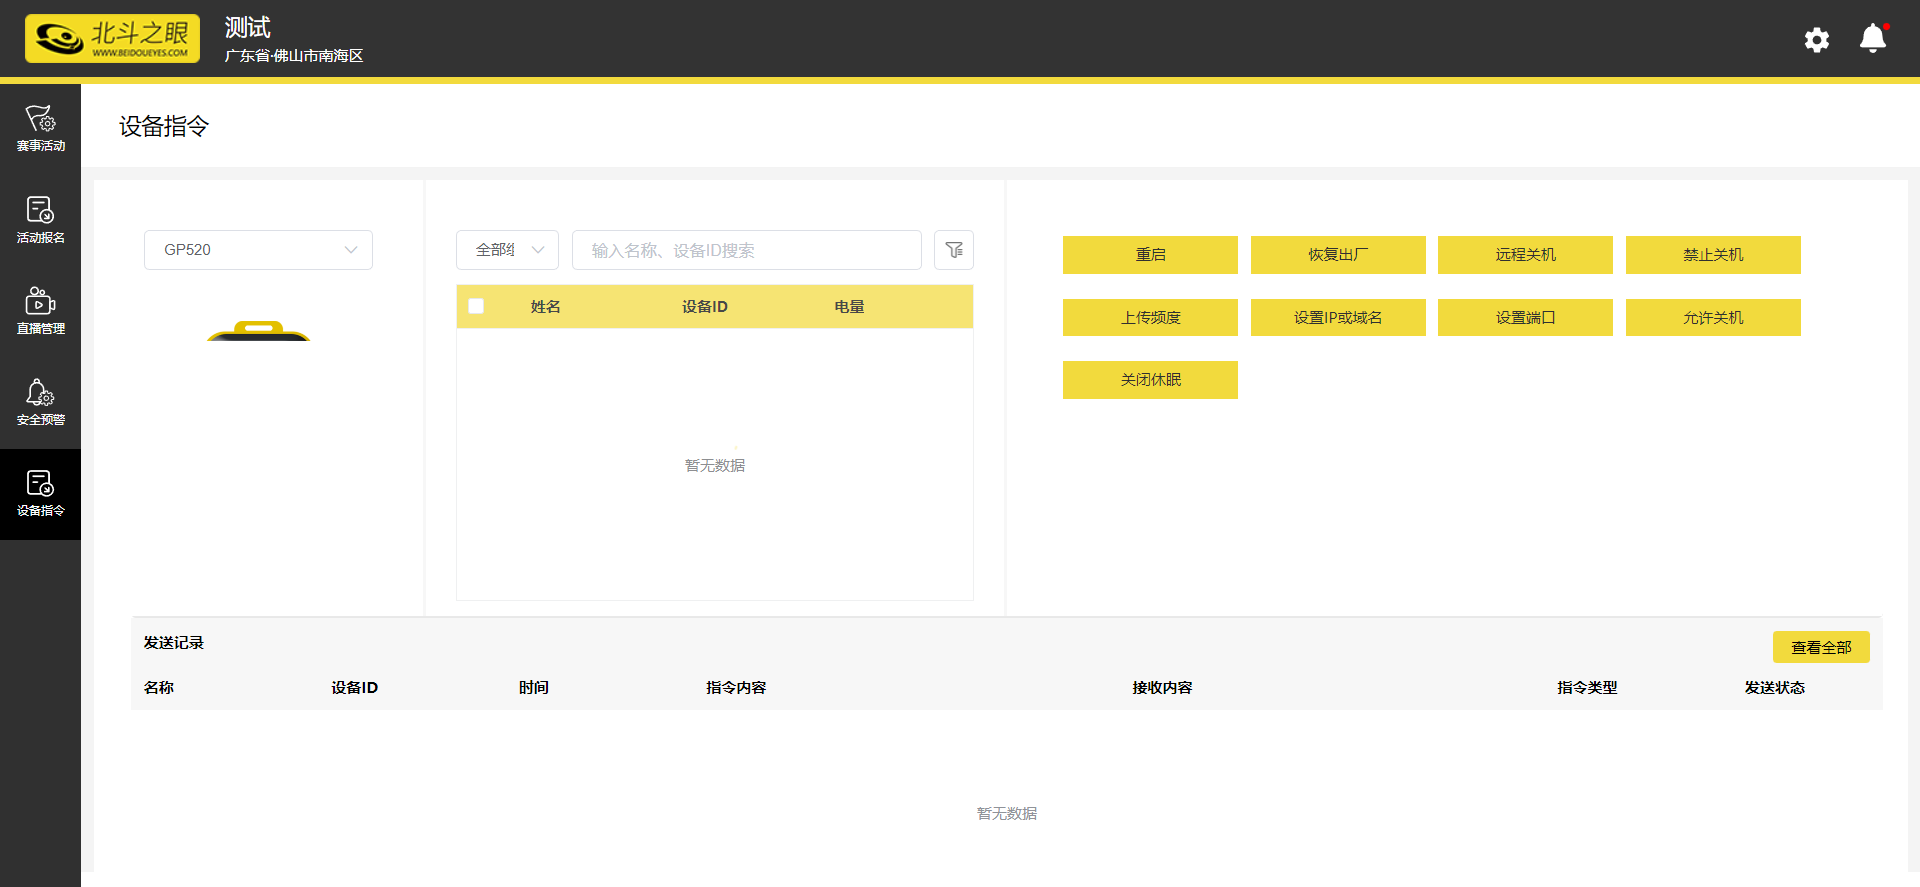 北斗之眼
WWW.BEIDOUEYES.COM
测试
广东省·佛山市南海区
赛事活动
活动报名
直播管理
安全预警
设备指令
设备指令
GP520
全部组
输入名称、设备ID搜索
姓名 设备ID 电量
暂无数据
重启 恢复出厂 远程关机 禁止关机
上传频度 设置IP或域名 设置端口 允许关机
关闭休眠
发送记录
查看全部
名称 设备ID 时间 指令内容 接收内容 指令类型 发送状态
暂无数据